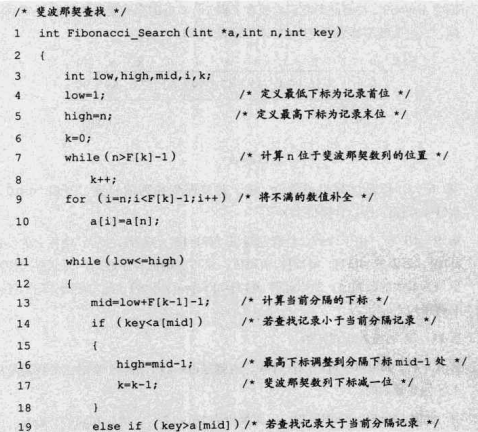 /* 斐波那契查找 */
1 int Fibonacci_Search(int *a,int n,int key)
2 {
3 int low,high,mid,i,k;
4 low=1; /* 定义最低下标为记录首位 */
5 high=n; /* 定义最高下标为记录末位 */
6 k=0;
7 while(n>F[k]-1) /* 计算n位于斐波那契数列的位置 */
8 k++;
9 for (i=n;i<F[k]-1;i++) /* 将不满的数值补全 */
10 a[i]=a[n];
11 while(low<=high)
12 {
13 mid=low+F[k-1]-1; /* 计算当前分隔的下标 */
14 if (key<a[mid]) /* 若查找记录小于当前分隔记录 */
15 {
16 high=mid-1; /* 最高下标调整到分隔下标mid-1处 */
17 k=k-1; /* 斐波那契数列下标减一位 */
18 }
19 else if (key>a[mid])/* 若查找记录大于当前分隔记录 */